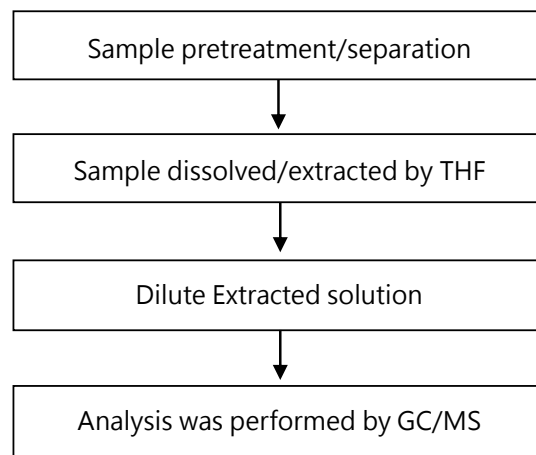 Sample pretreatment/separation
Sample dissolved/extracted by THF
Dilute Extracted solution
Analysis was performed by GC/MS